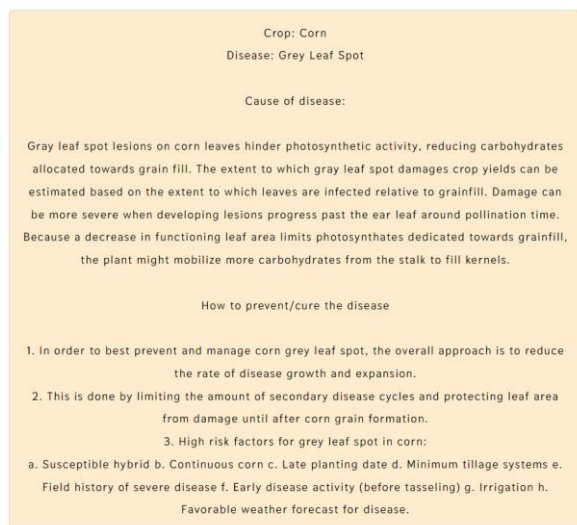 Crop: Corn
Disease: Grey Leaf Spot
Cause of disease:
Gray leaf spot lesions on corn leaves hinder photosynthetic activity, reducing carbohydrates
allocated towards grain fill. The extent to which gray leaf spot damages crop yields can be
estimated based on the extent to which leaves are infected relative to grainfill. Damage can
be more severe when developing lesions progress past the ear leaf around pollination time.
Because a decrease in functioning leaf area limits photosynthates dedicated towards grainfill,
the plant might mobilize more carbohydrates from the stalk to fill kernels.
How to prevent/cure the disease
1. In order to best prevent and manage corn grey leaf spot, the overall approach is to reduce
the rate of disease growth and expansion.
2. This is done by limiting the amount of secondary disease cycles and protecting leaf area
from damage until after corn grain formation.
3. High risk factors for grey leaf spot in corn:
a. Susceptible hybrid b. Continuous corn c. Late planting date d. Minimum tillage systems e.
Field history of severe disease f. Early disease activity (before tasseling) g. Irrigation h.
Favorable weather forecast for disease.